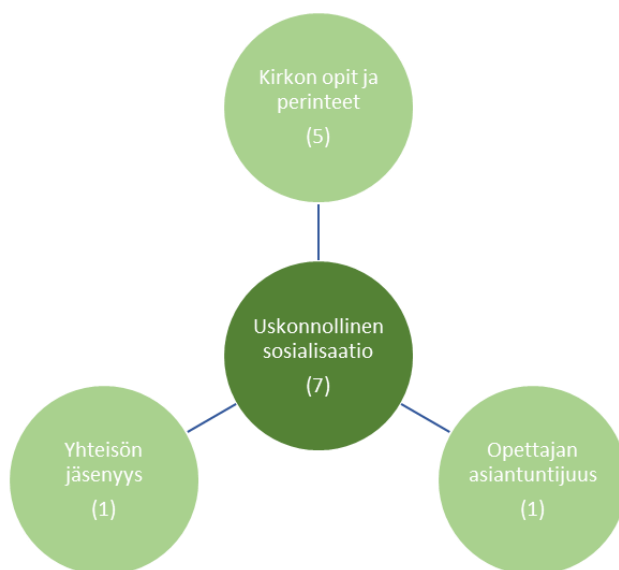 Kirkon opit ja
perinteet
(5)
Uskonnollinen
sosialisaatio
(7)
Yhteisön
jäsenyys
(1)
Opettajan
asiantuntijuus
(1)